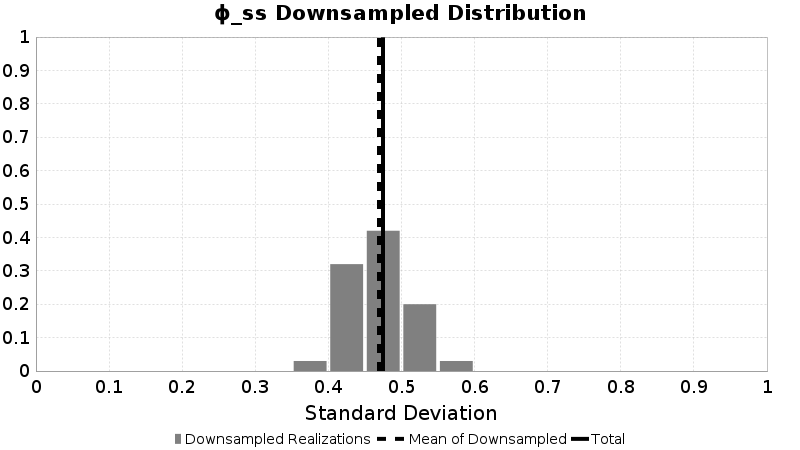 ϕ_ss Downsampled Distribution
1
0.9
0.8
0.7
0.6
0.5
0.4
0.3
0.2
0.1
0
0 0.1 0.2 0.3 0.4 0.5 0.6 0.7 0.8 0.9 1
Standard Deviation
Downsampled Realizations Mean of Downsampled Total